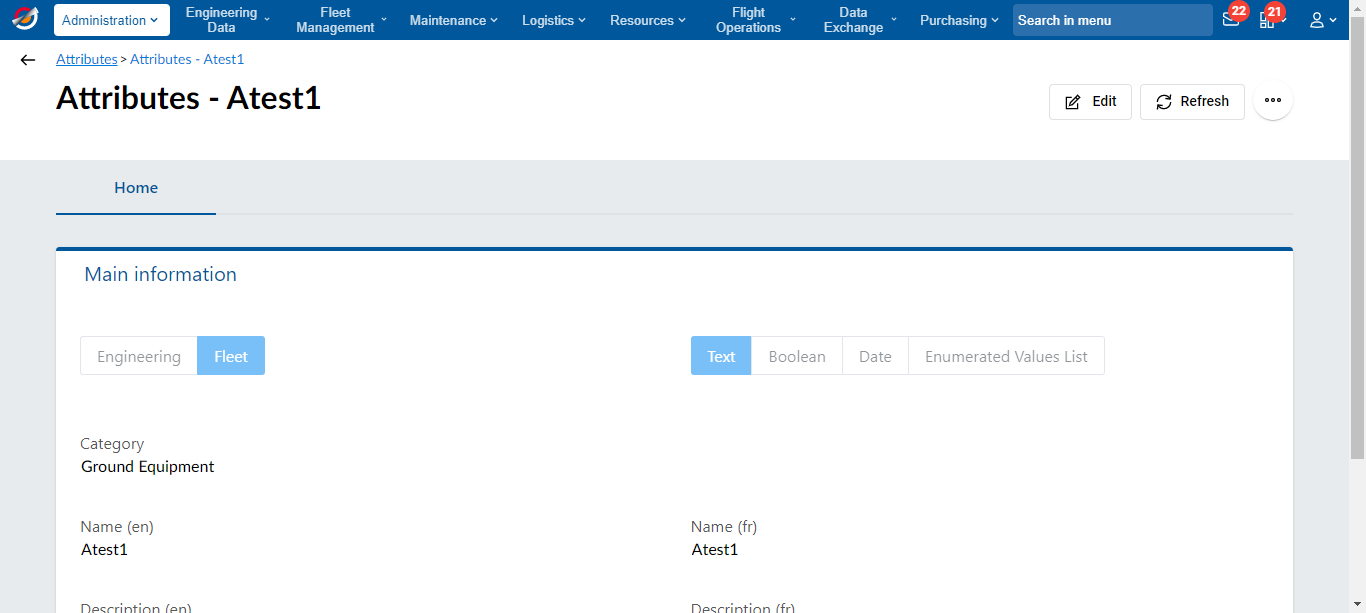 Administration
Engineering Data
Fleet Management
Maintenance
Logistics
Resources
Flight Operations
Data Exchange
Purchasing
Search in menu
22
21
Attributes > Attributes - Atest1
Attributes - Atest1
Edit
Refresh
Home
Main information
Engineering Fleet
Text Boolean Date Enumerated Values List
Category
Ground Equipment
Name (en)
Name (fr)
Atest1
Atest1
Description (en)
Description (fr)